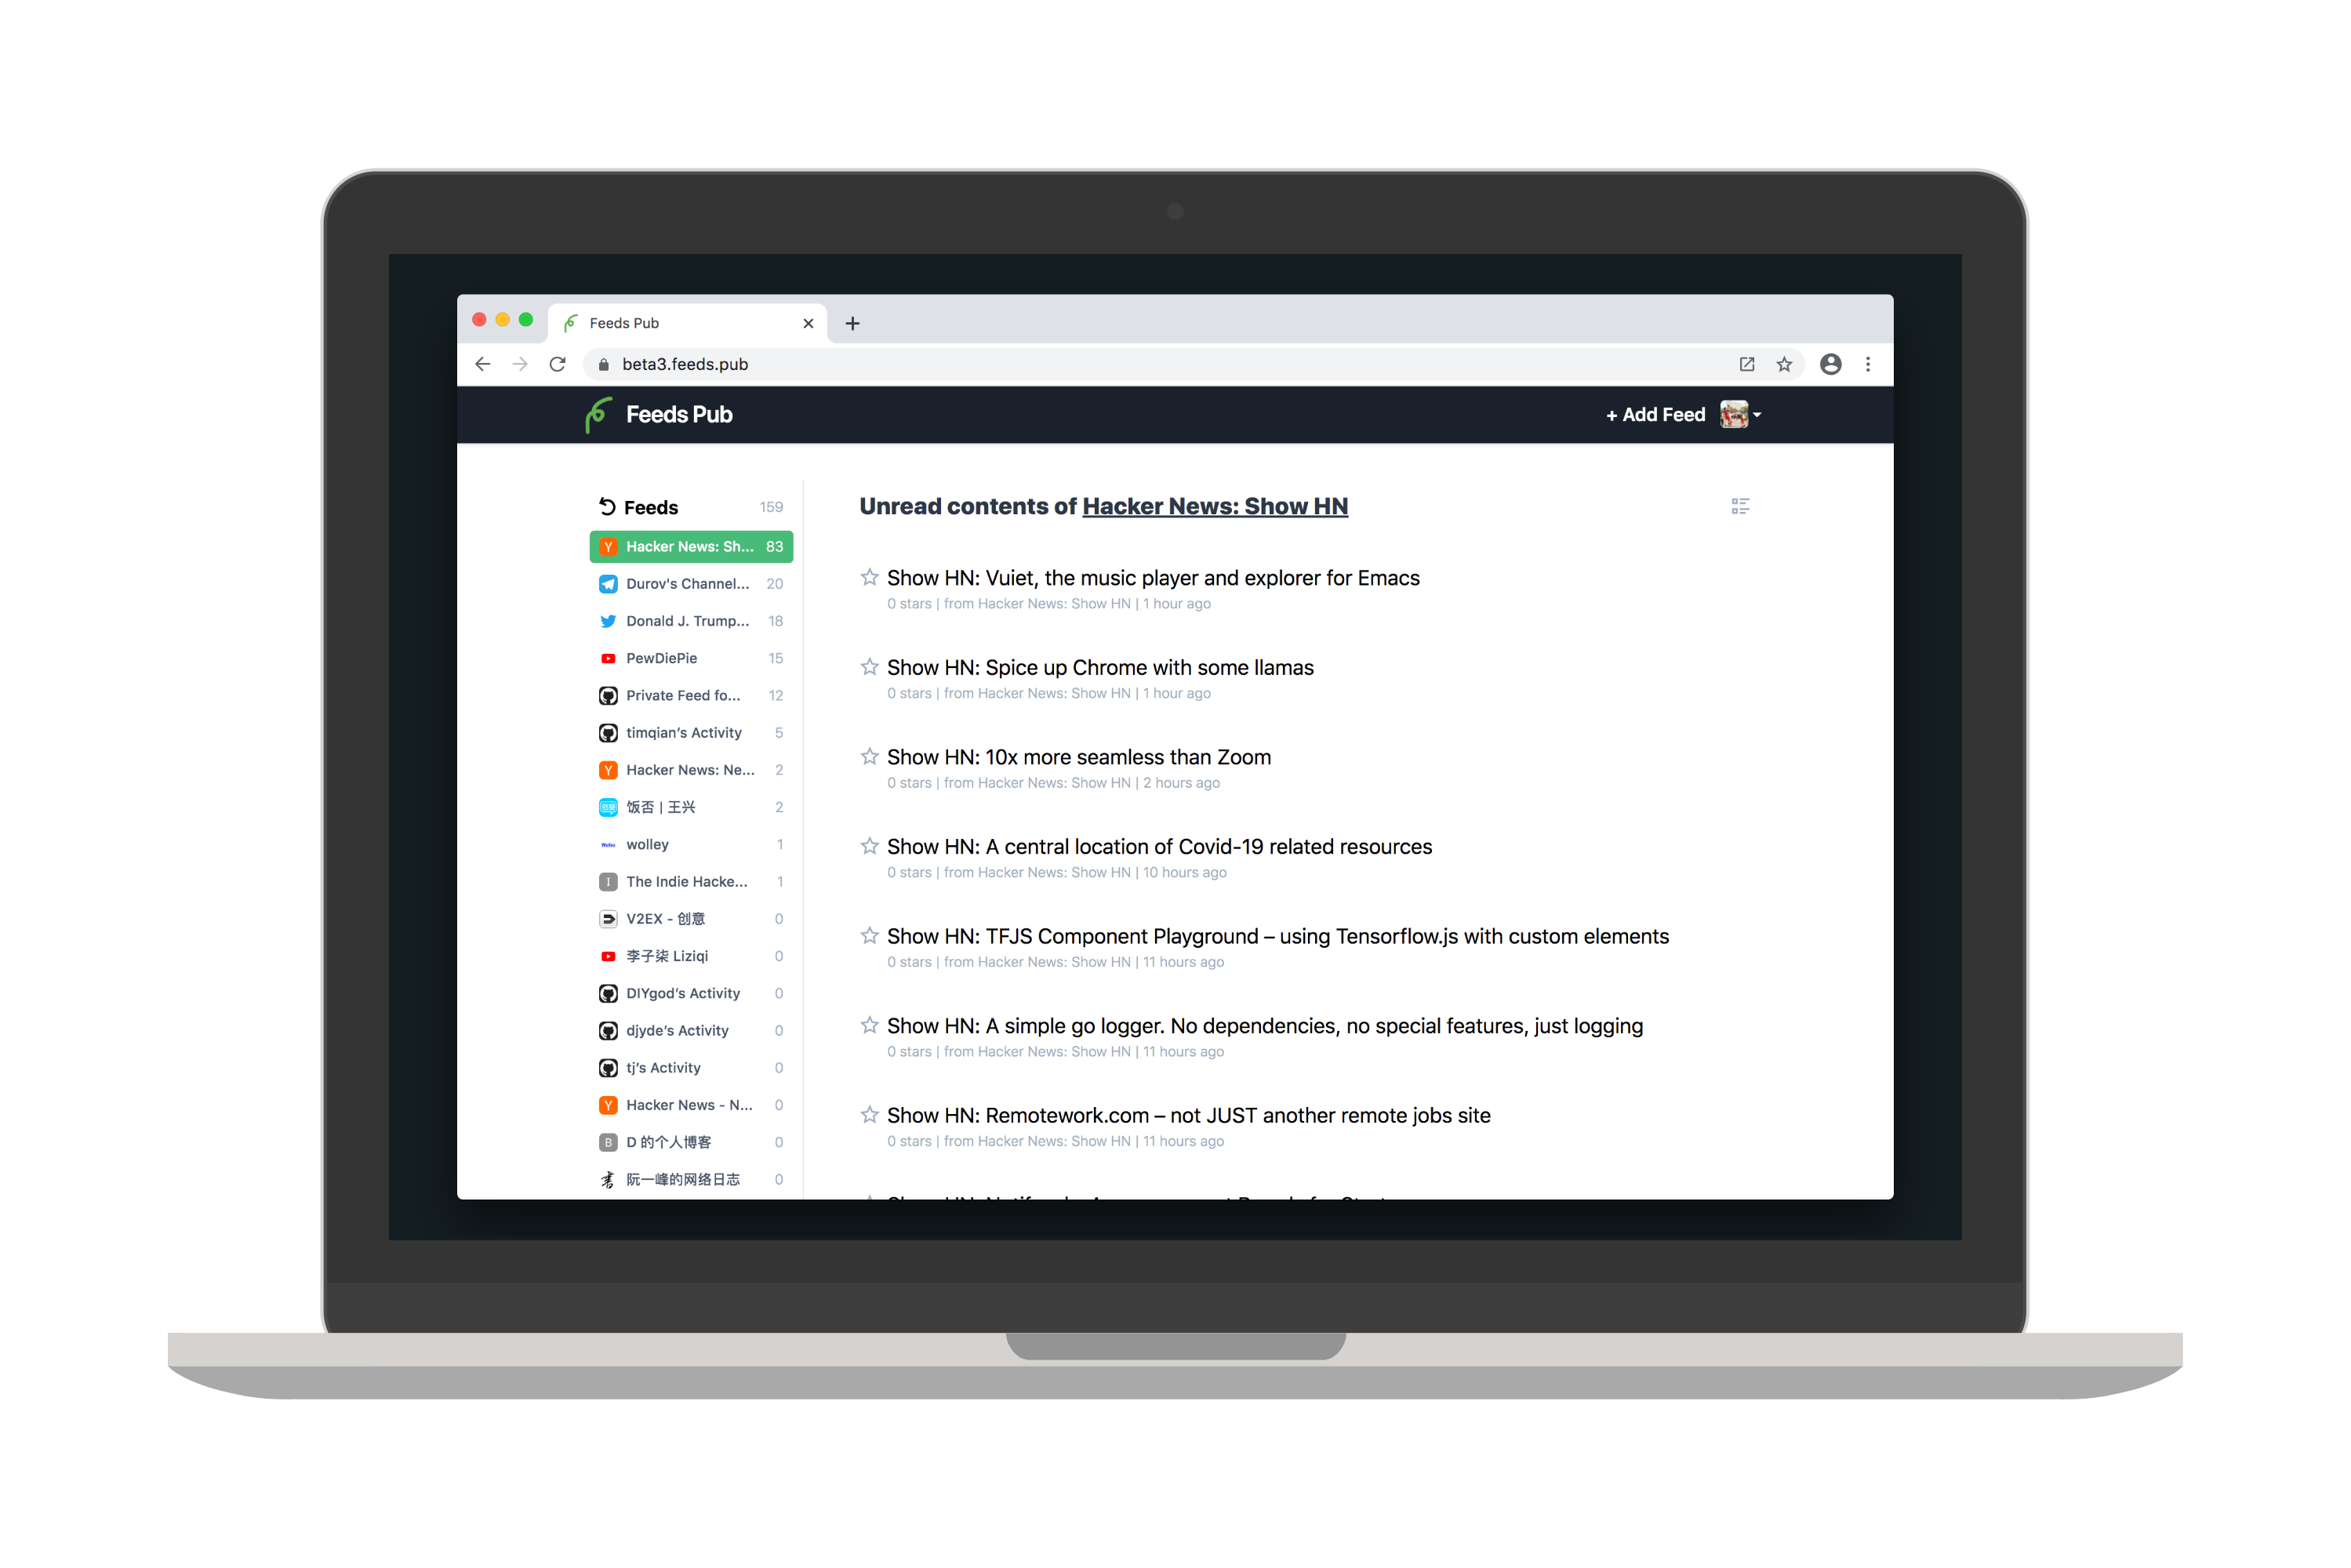 Feeds Pub
beta3.feeds.pub
Feeds Pub
+ Add Feed
Feeds 159
Hacker News: Sh... 83
Durov's Channel... 20
Donald J. Trump... 18
PewDiePie 15
Private Feed fo... 12
timqian’s Activity 5
Hacker News: Ne... 2
饭否 | 王兴 2
wolley 1
The Indie Hacke... 1
V2EX - 创意 0
李子柒 Liziqi 0
DIYgod’s Activity 0
djyde’s Activity 0
tj’s Activity 0
Hacker News - N... 0
D 的个人博客 0
阮一峰的网络日志 0
Unread contents of Hacker News: Show HN
Show HN: Vuiet, the music player and explorer for Emacs
0 stars | from Hacker News: Show HN | 1 hour ago
Show HN: Spice up Chrome with some llamas
0 stars | from Hacker News: Show HN | 1 hour ago
Show HN: 10x more seamless than Zoom
0 stars | from Hacker News: Show HN | 2 hours ago
Show HN: A central location of Covid-19 related resources
0 stars | from Hacker News: Show HN | 10 hours ago
Show HN: TFJS Component Playground – using Tensorflow.js with custom elements
0 stars | from Hacker News: Show HN | 11 hours ago
Show HN: A simple go logger. No dependencies, no special features, just logging
0 stars | from Hacker News: Show HN | 11 hours ago
Show HN: Remotework.com – not JUST another remote jobs site
0 stars | from Hacker News: Show HN | 11 hours ago
Show HN: